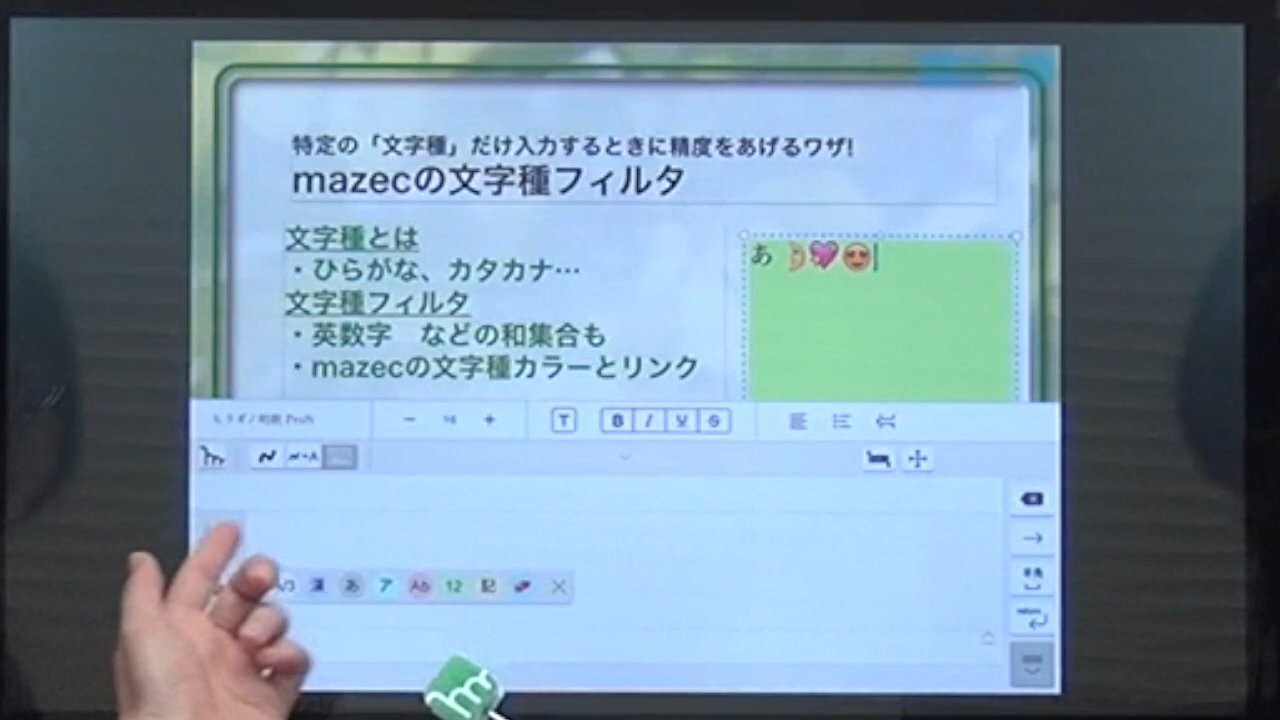 特定の「文字種」だけ入力するときに精度をあげるワザ!
mazecの文字種フィルタ
文字種とは
・ひらがな、カタカナ…
文字種フィルタ
・英数字 などの和集合も
・mazecの文字種カラーとリンク
あ
− 16 +
T B I U S
漢 あ ア Ab 12 記
return